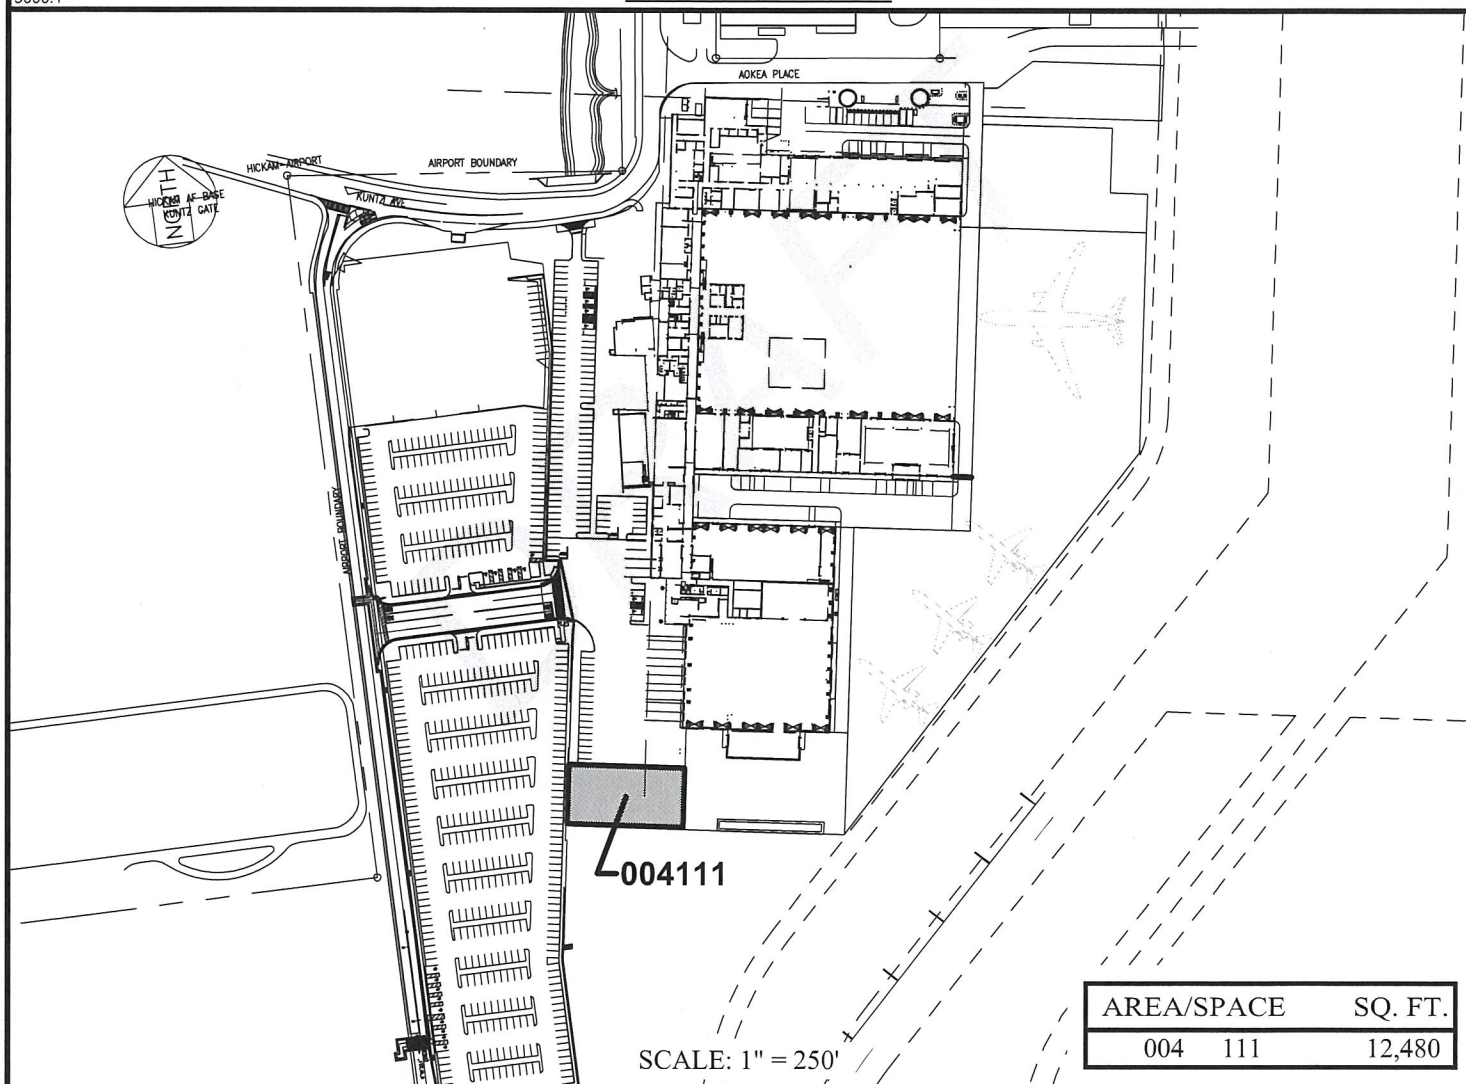 AOKEA PLACE
HICKAM-AIRPORT
AIRPORT BOUNDARY
NORTH
HICKAM AF BASE
KUNTZ GATE
KUNTZ AVE
AIRPORT BOUNDARY
004111
AREA/SPACE SQ. FT.
004 111 12,480
SCALE: 1" = 250'